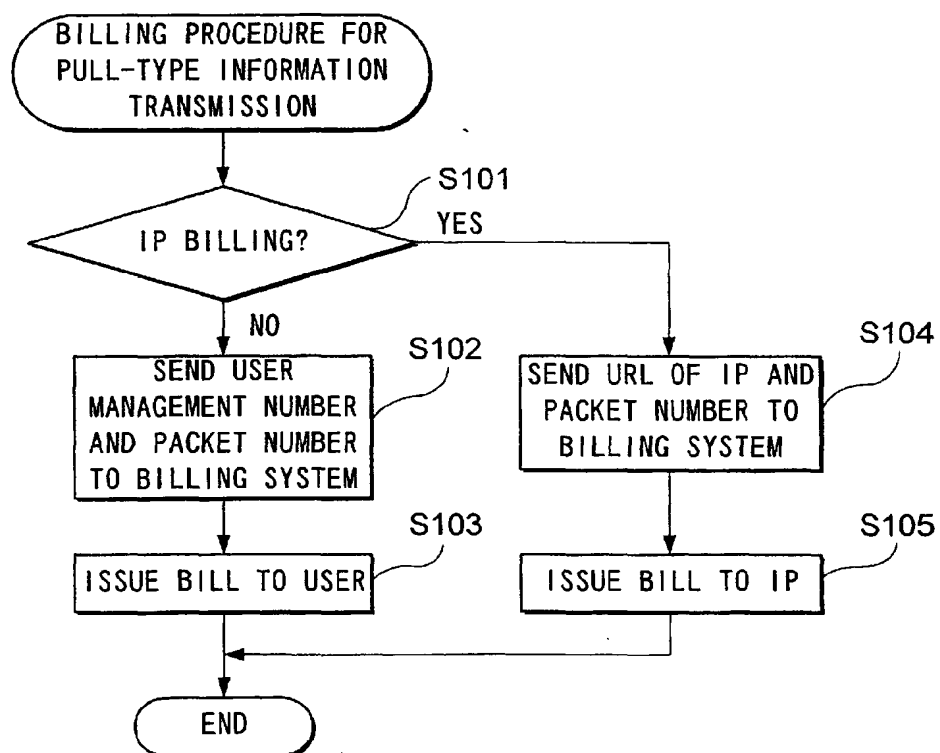 BILLING PROCEDURE FOR
PULL-TYPE INFORMATION
TRANSMISSION
S101
IP BILLING?
YES
NO
S102
SEND USER
MANAGEMENT NUMBER
AND PACKET NUMBER
TO BILLING SYSTEM
S104
SEND URL OF IP AND
PACKET NUMBER TO
BILLING SYSTEM
S103
ISSUE BILL TO USER
S105
ISSUE BILL TO IP
END